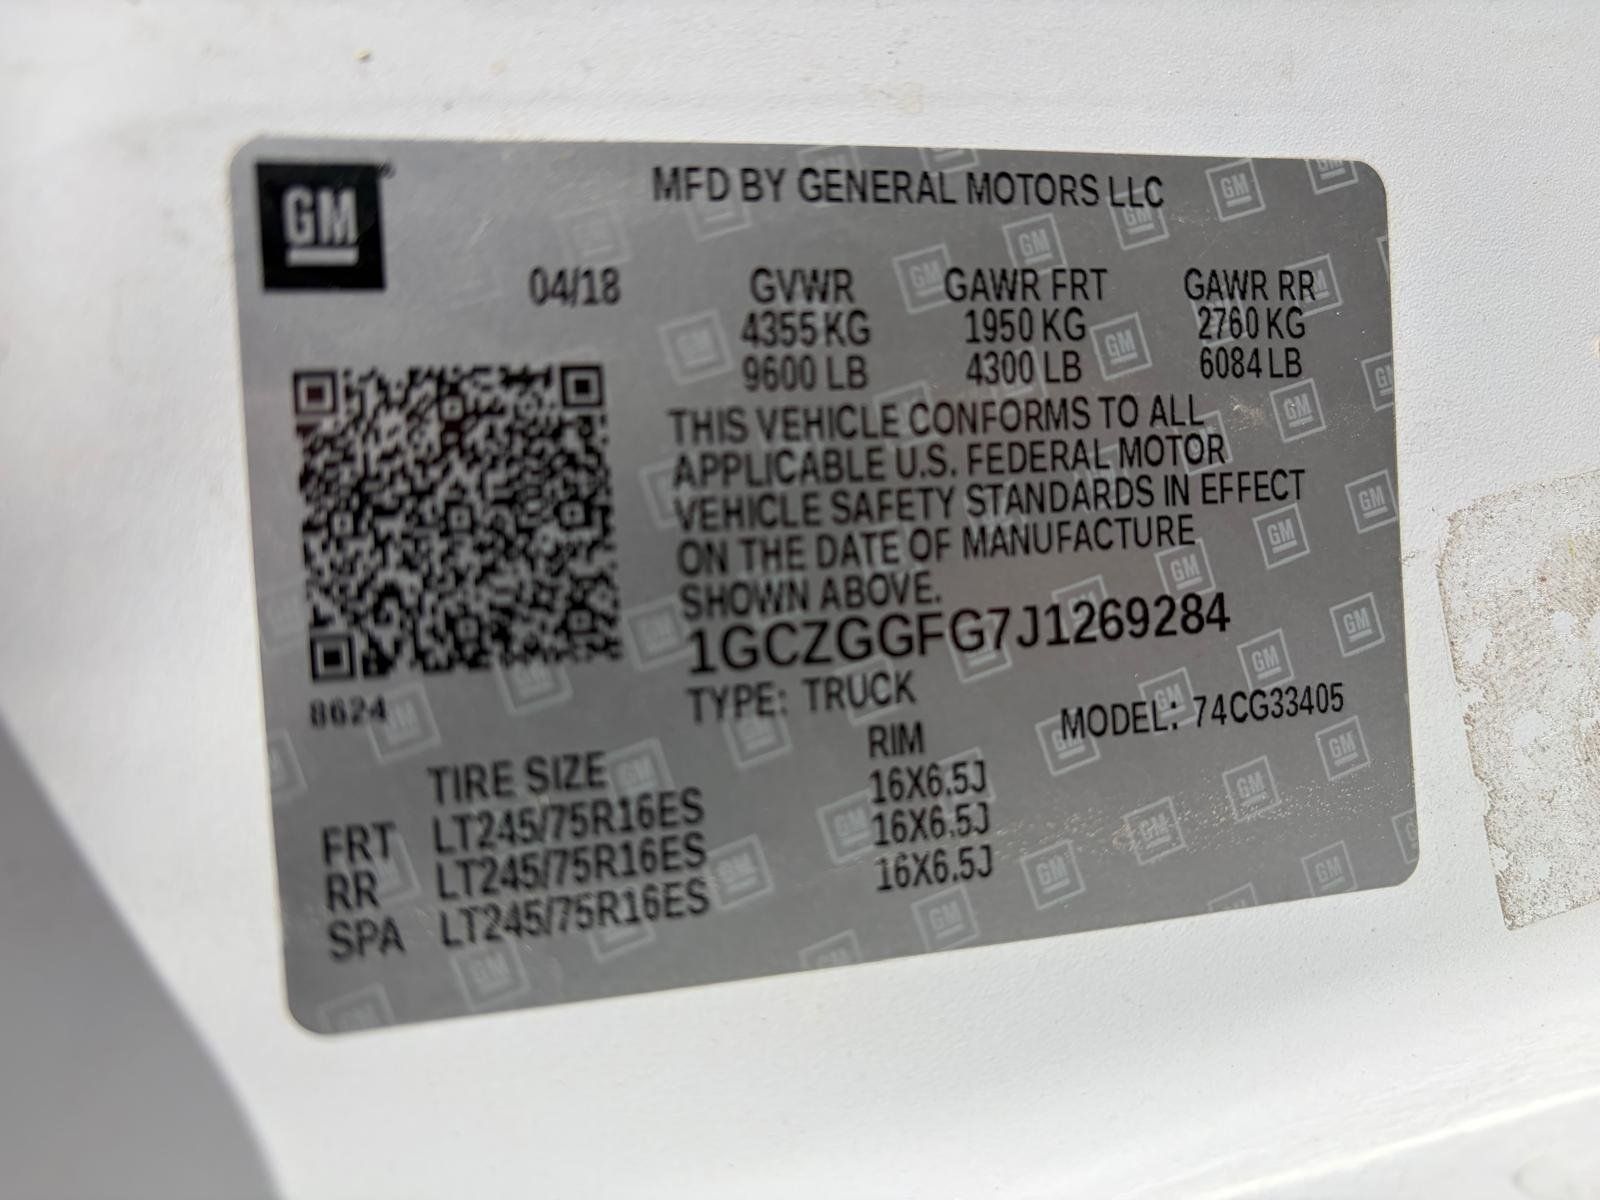 GM
MFD BY GENERAL MOTORS LLC
04/18 GVWR GAWR FRT GAWR RR
4355 KG 1950 KG 2760 KG
9600 LB 4300 LB 6084 LB
THIS VEHICLE CONFORMS TO ALL
APPLICABLE U.S. FEDERAL MOTOR
VEHICLE SAFETY STANDARDS IN EFFECT
ON THE DATE OF MANUFACTURE
SHOWN ABOVE.
1GCZGGFG7J1269284
TYPE: TRUCK MODEL: 74CG33405
8624
TIRE SIZE RIM
FRT LT245/75R16ES 16X6.5J
RR LT245/75R16ES 16X6.5J
SPA LT245/75R16ES 16X6.5J